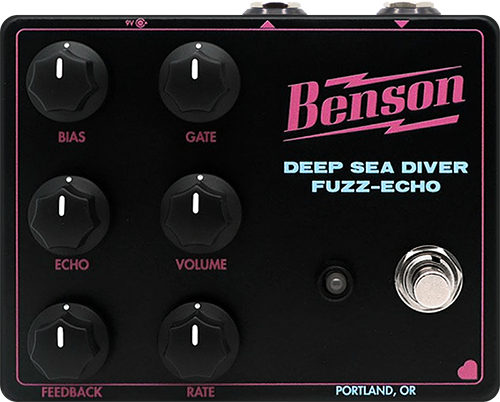 9V
Benson
BIAS
GATE
DEEP SEA DIVER
FUZZ-ECHO
ECHO
VOLUME
FEEDBACK
RATE
PORTLAND, OR